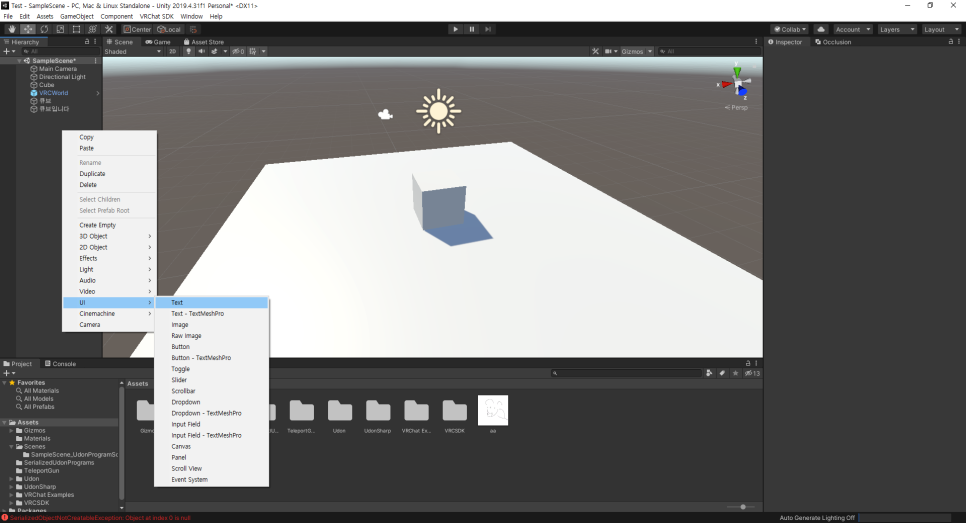 Test - SampleScene - PC, Mac & Linux Standalone - Unity 2019.4.31f1 Personal* <DX11>
File Edit Assets GameObject Component VRChat SDK Window Help
Center Local Collab Account Layers Layout
Hierarchy Scene Game Asset Store Inspector Occlusion
All Shaded 2D 0 Gizmos All
SampleScene*
Main Camera
Directional Light
Cube
VRCWorld
큐브
큐브입니다
x
z
Persp
Copy
Paste
Rename
Duplicate
Delete
Select Children
Select Prefab Root
Create Empty
3D Object
2D Object
Effects
Light
Audio
Video
UI
Cinemachine
Camera
Text
Text - TextMeshPro
Image
Raw Image
Button
Button - TextMeshPro
Toggle
Slider
Scrollbar
Dropdown
Dropdown - TextMeshPro
Input Field
Input Field - TextMeshPro
Canvas
Panel
Scroll View
Event System
Project Console
13
Favorites
All Materials
All Models
All Prefabs
Assets
Gizmos
Materials
Scenes
SampleScene_UdonProgramSc
SerializedUdonPrograms
TeleportGun
Udon
UdonSharp
VRChat Examples
VRCSDK
Packages
Assets
Gizmo
TeleportG...
Udon
UdonSharp
VRChat Ex...
VRCSDK
SerializedObjectNotCreatableException: Object at index 0 is null
Auto Generate Lighting Off